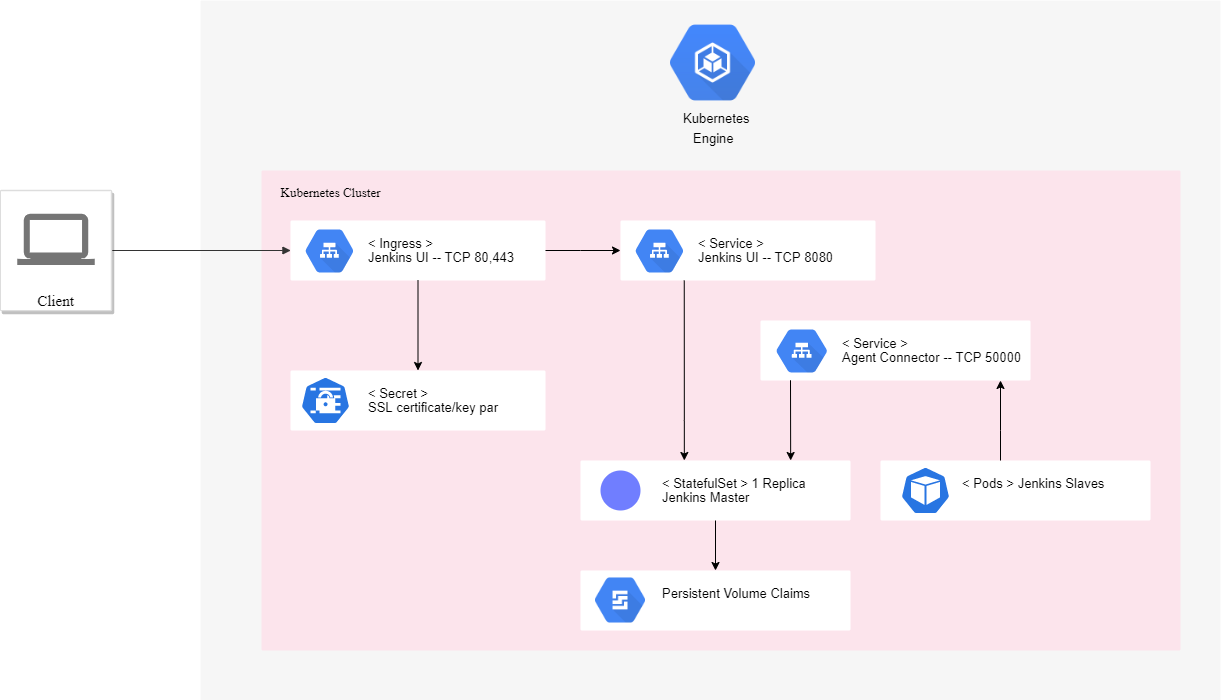 Kubernetes
Engine
Kubernetes Cluster
< Ingress >
Jenkins UI -- TCP 80,443
< Service >
Jenkins UI -- TCP 8080
Client
< Service >
Agent Connector -- TCP 50000
< Secret >
SSL certificate/key par
< StatefulSet > 1 Replica
Jenkins Master
< Pods > Jenkins Slaves
Persistent Volume Claims